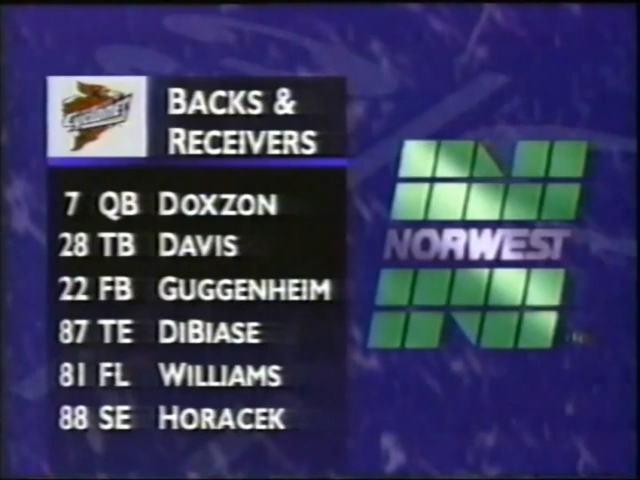 Cyclones
BACKS &
RECEIVERS
7 QB DOXZON
28 TB DAVIS
22 FB GUGGENHEIM
87 TE DIBIASE
81 FL WILLIAMS
88 SE HORACEK
NORWEST